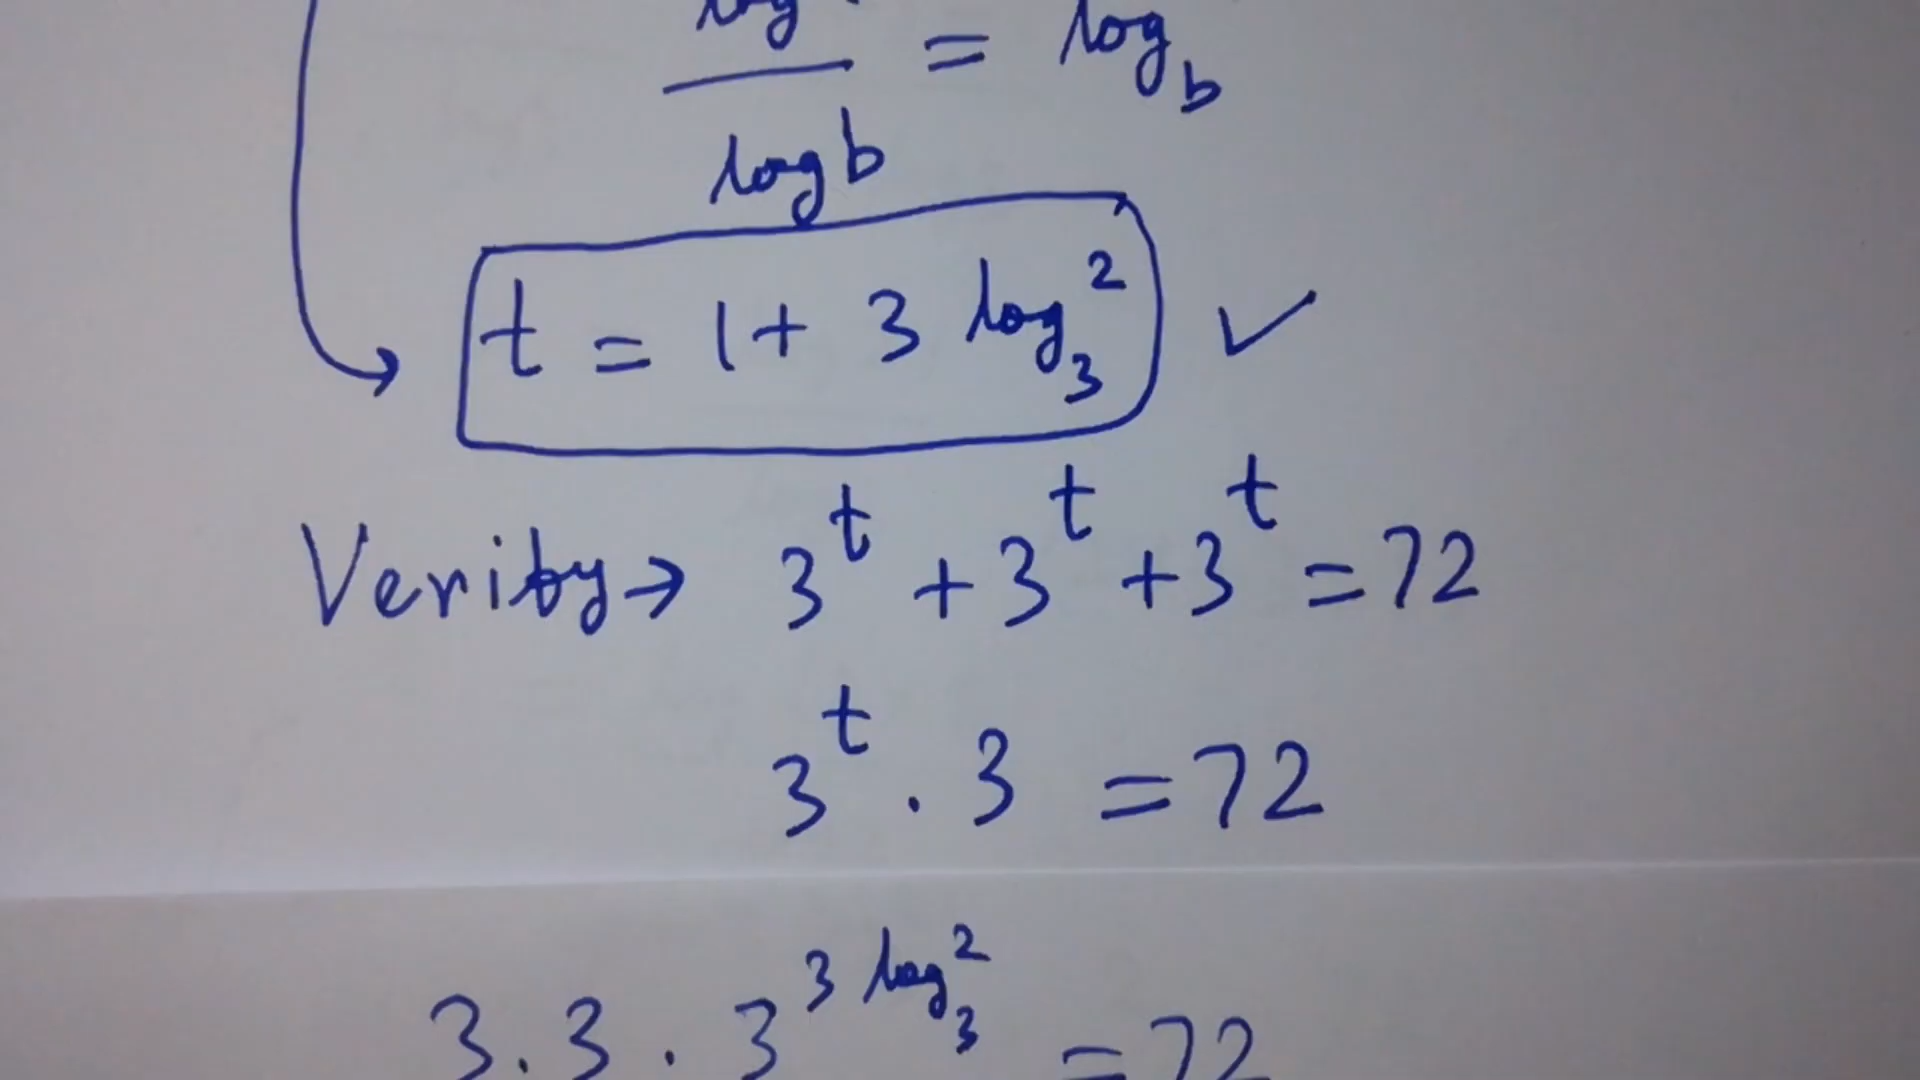 log
── = log_b
log b
t = 1 + 3 log_3^2 ✓
Verify → 3^t + 3^t + 3^t = 72
3^t . 3 = 72
3 . 3 . 3^{3 log_3^2} = 72